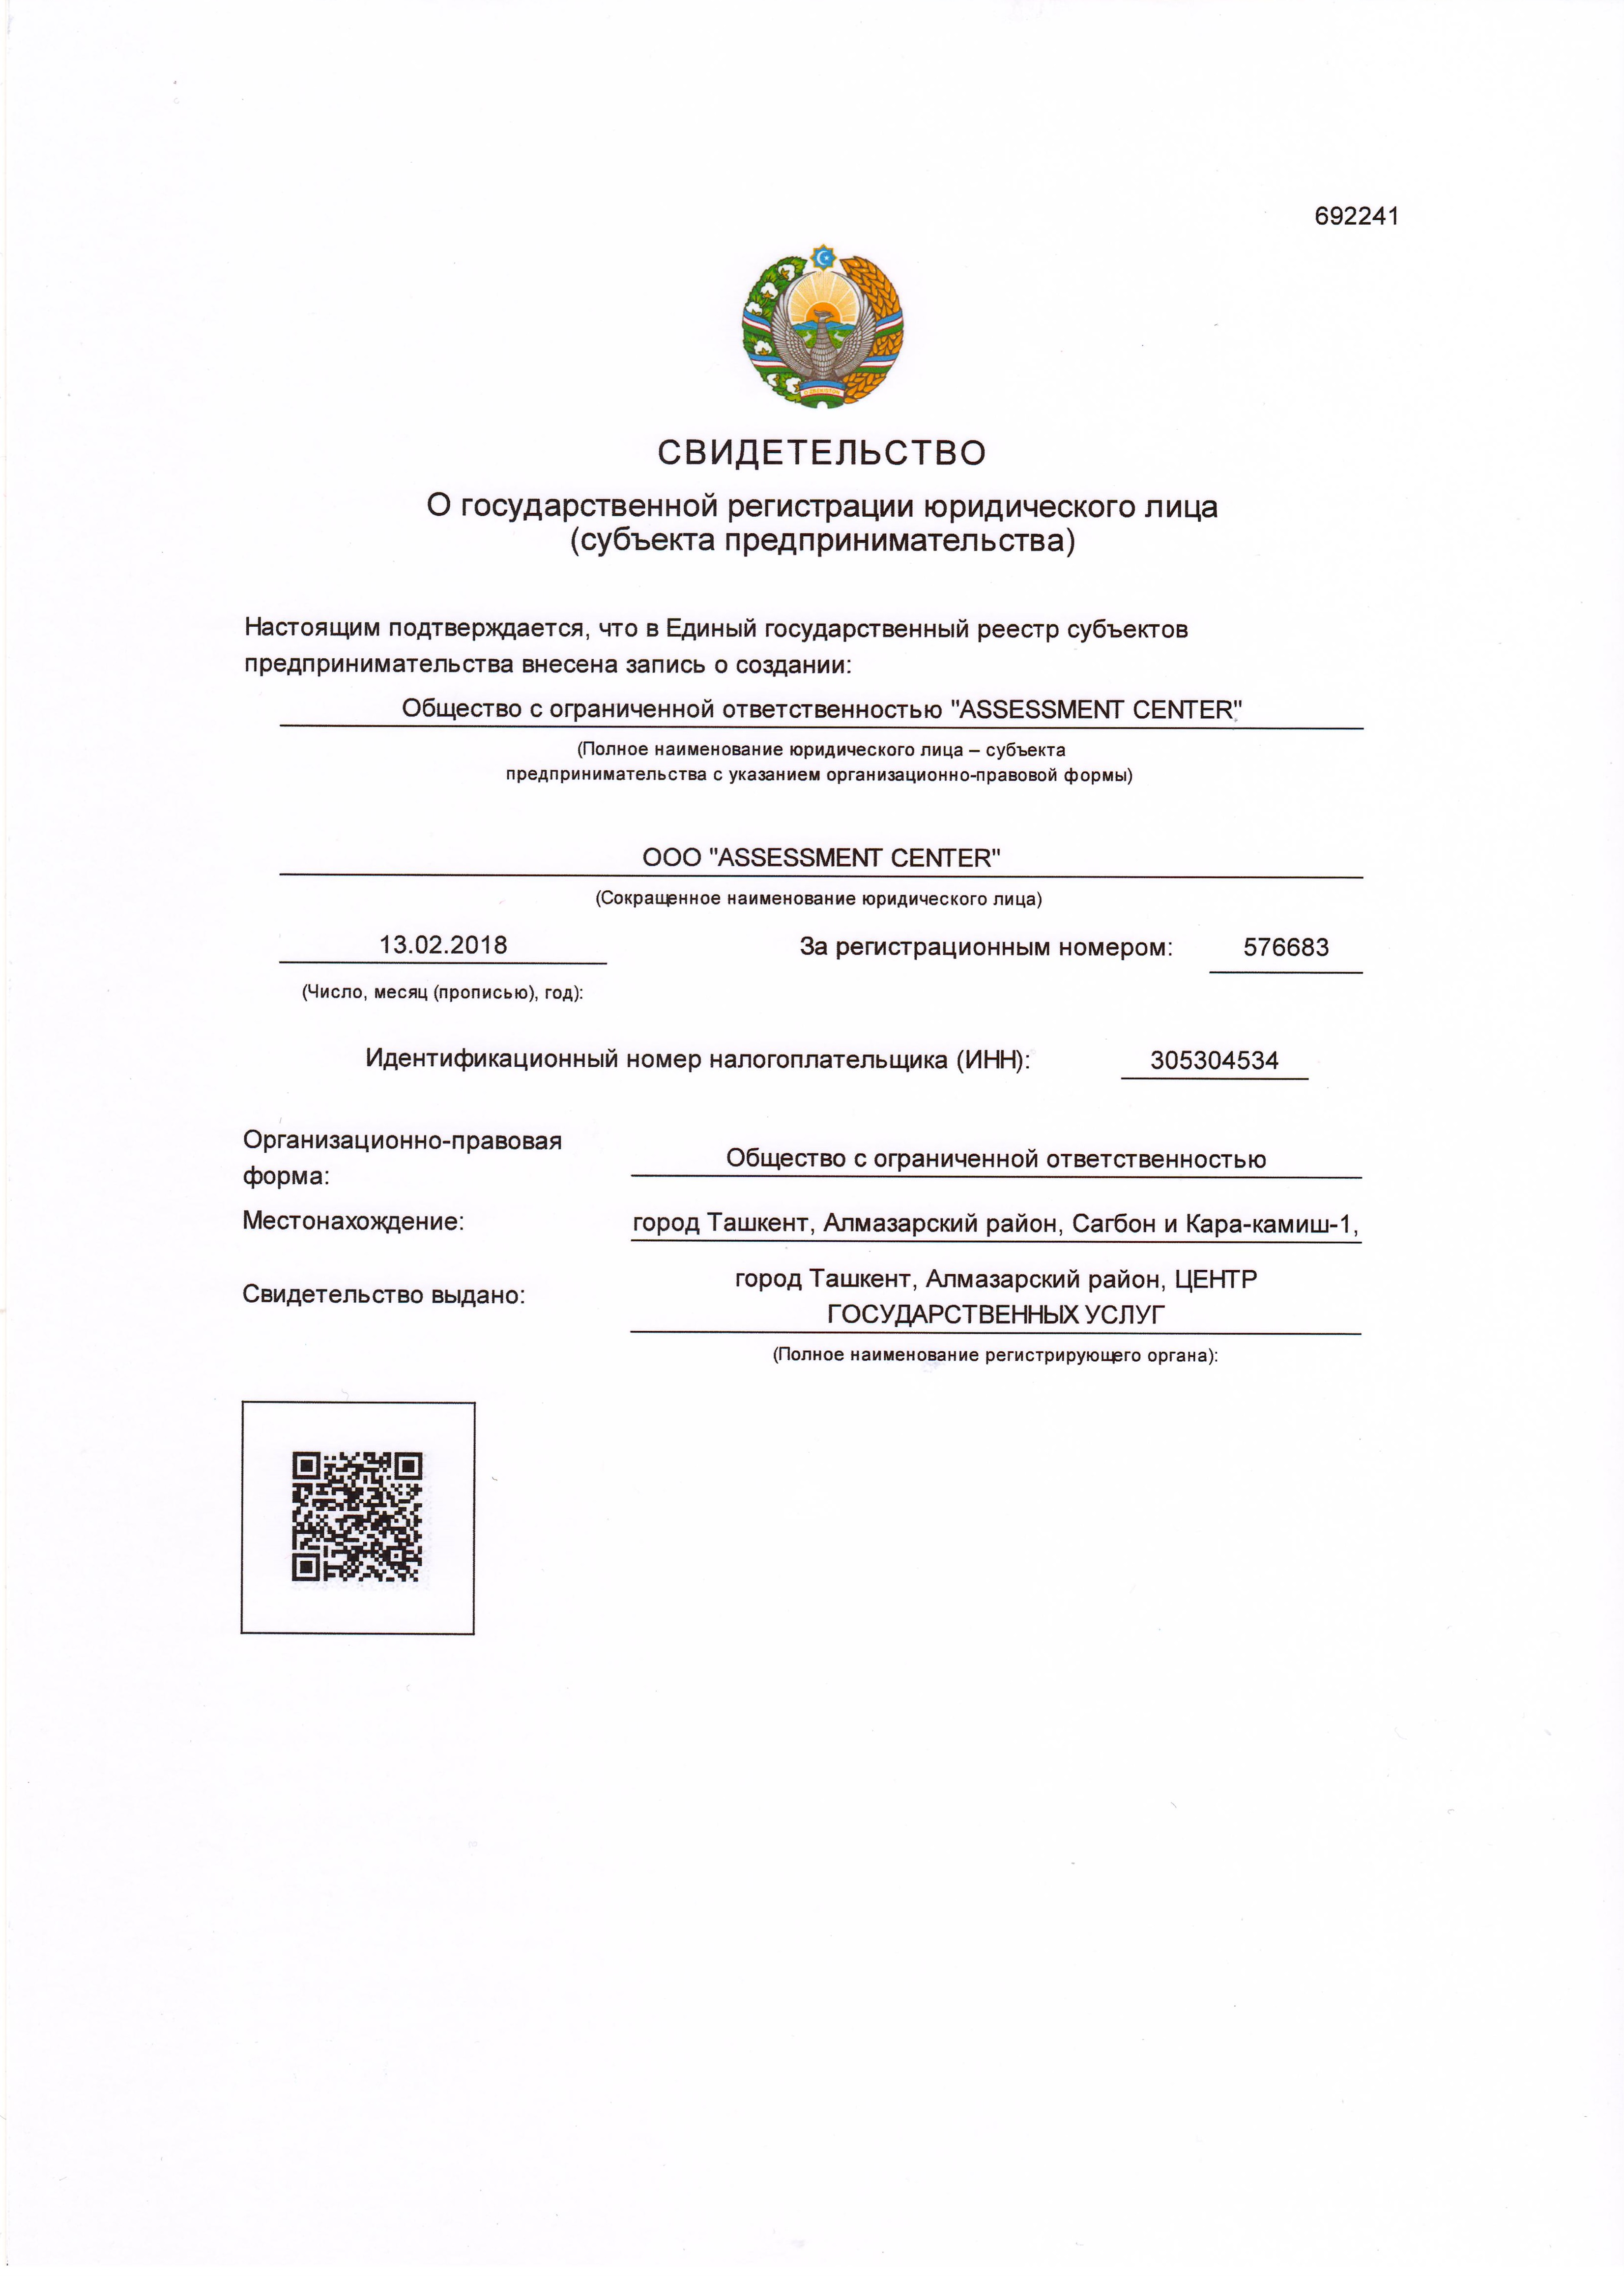 692241
СВИДЕТЕЛЬСТВО
О государственной регистрации юридического лица
(субъекта предпринимательства)
Настоящим подтверждается, что в Единый государственный реестр субъектов
предпринимательства внесена запись о создании:
Общество с ограниченной ответственностью "ASSESSMENT CENTER"
(Полное наименование юридического лица – субъекта
предпринимательства с указанием организационно-правовой формы)
ООО "ASSESSMENT CENTER"
(Сокращенное наименование юридического лица)
13.02.2018 За регистрационным номером: 576683
(Число, месяц (прописью), год):
Идентификационный номер налогоплательщика (ИНН): 305304534
Организационно-правовая
форма: Общество с ограниченной ответственностью
Местонахождение: город Ташкент, Алмазарский район, Сагбон и Кара-камиш-1,
Свидетельство выдано: город Ташкент, Алмазарский район, ЦЕНТР
ГОСУДАРСТВЕННЫХ УСЛУГ
(Полное наименование регистрирующего органа):